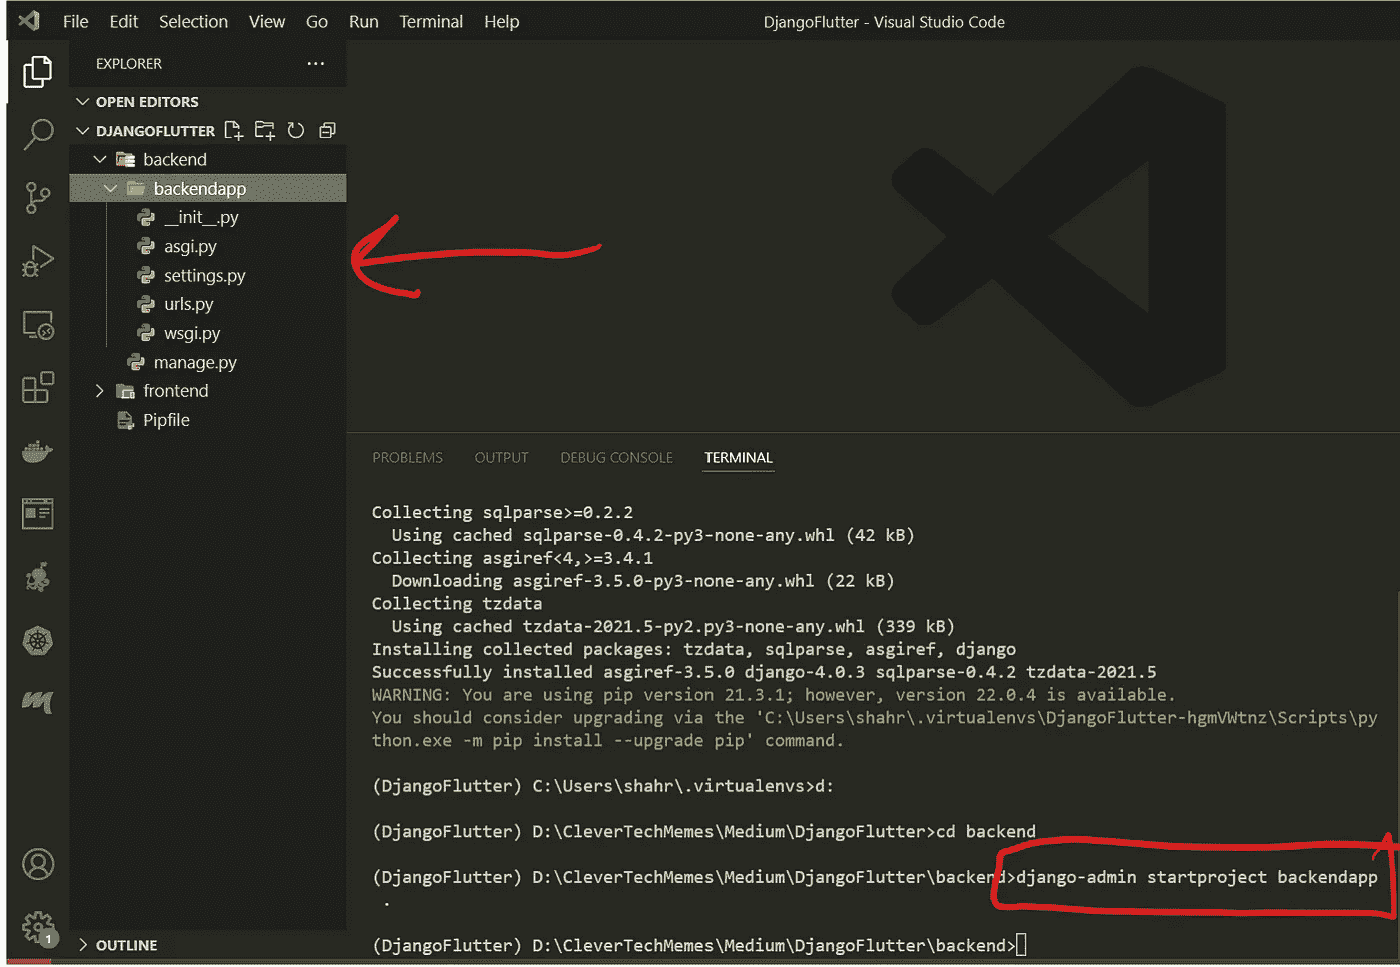 File Edit Selection View Go Run Terminal Help
DjangoFlutter - Visual Studio Code
EXPLORER
OPEN EDITORS
DJANGOFLUTTER
backend
backendapp
__init__.py
asgi.py
settings.py
urls.py
wsgi.py
manage.py
frontend
Pipfile
1
OUTLINE
PROBLEMS OUTPUT DEBUG CONSOLE TERMINAL
Collecting sqlparse>=0.2.2
Using cached sqlparse-0.4.2-py3-none-any.whl (42 kB)
Collecting asgiref<4,>=3.4.1
Downloading asgiref-3.5.0-py3-none-any.whl (22 kB)
Collecting tzdata
Using cached tzdata-2021.5-py2.py3-none-any.whl (339 kB)
Installing collected packages: tzdata, sqlparse, asgiref, django
Successfully installed asgiref-3.5.0 django-4.0.3 sqlparse-0.4.2 tzdata-2021.5
WARNING: You are using pip version 21.3.1; however, version 22.0.4 is available.
You should consider upgrading via the 'C:\Users\shahr\.virtualenvs\DjangoFlutter-hgmVWtnz\Scripts\py
thon.exe -m pip install --upgrade pip' command.
(DjangoFlutter) C:\Users\shahr\.virtualenvs>d:
(DjangoFlutter) D:\CleverTechMemes\Medium\DjangoFlutter>cd backend
(DjangoFlutter) D:\CleverTechMemes\Medium\DjangoFlutter\backend>django-admin startproject backendapp
.
(DjangoFlutter) D:\CleverTechMemes\Medium\DjangoFlutter\backend>